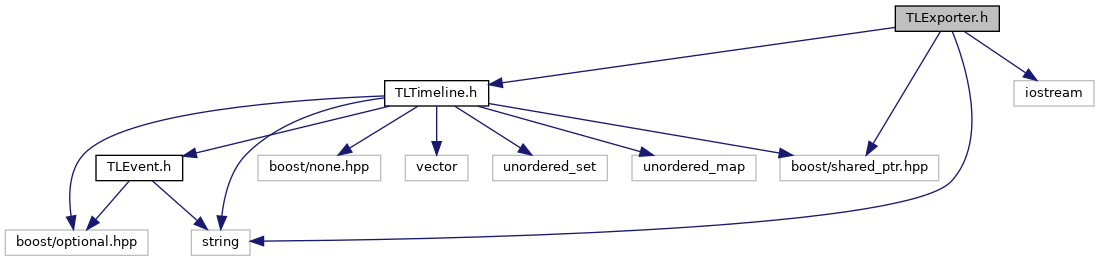 TLExporter.h
TLTimeline.h
iostream
TLEvent.h
boost/none.hpp
vector
unordered_set
unordered_map
boost/shared_ptr.hpp
boost/optional.hpp
string